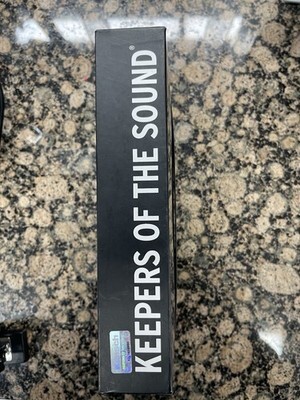 KEEPERS OF THE SOUND®